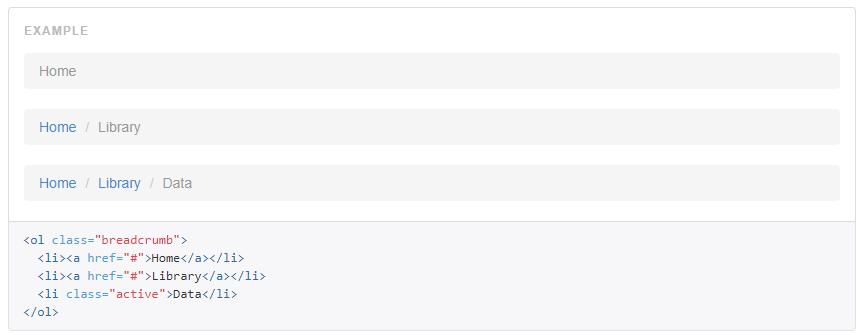 EXAMPLE
Home
Home / Library
Home / Library / Data
<ol class="breadcrumb">
  <li><a href="#">Home</a></li>
  <li><a href="#">Library</a></li>
  <li class="active">Data</li>
</ol>